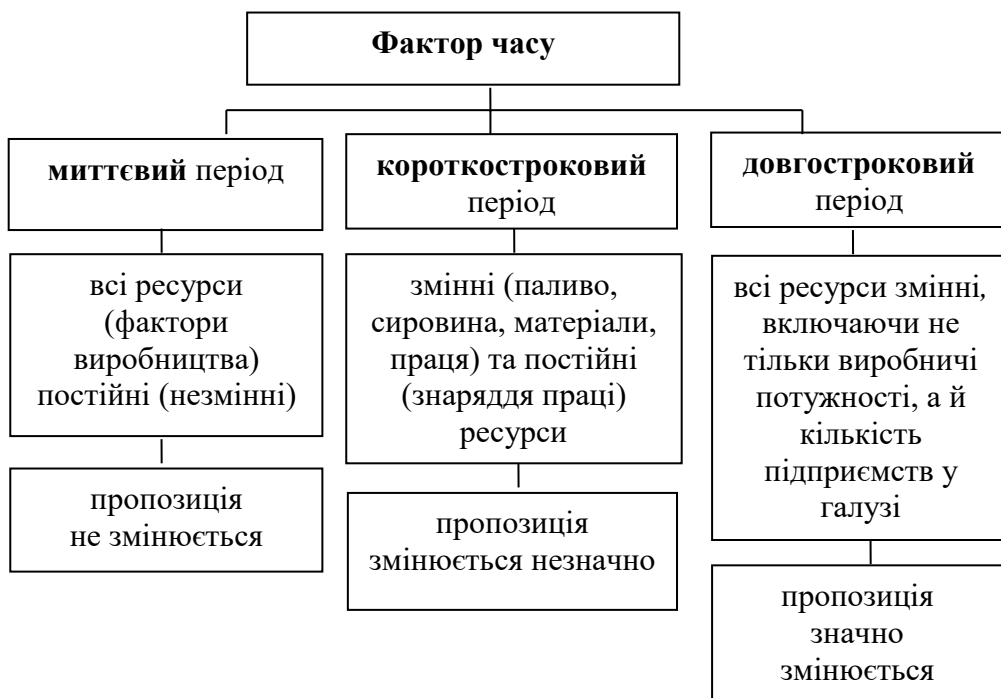 Фактор часу
миттєвий період
всі ресурси
(фактори
виробництва)
постійні (незмінні)
пропозиція
не змінюється
короткостроковий
період
змінні (паливо,
сировина, матеріали,
праця) та постійні
(знаряддя праці)
ресурси
пропозиція
змінюється незначно
довгостроковий
період
всі ресурси змінні,
включаючи не
тільки виробничі
потужності, а й
кількість
підприємств у
галузі
пропозиція
значно
змінюється